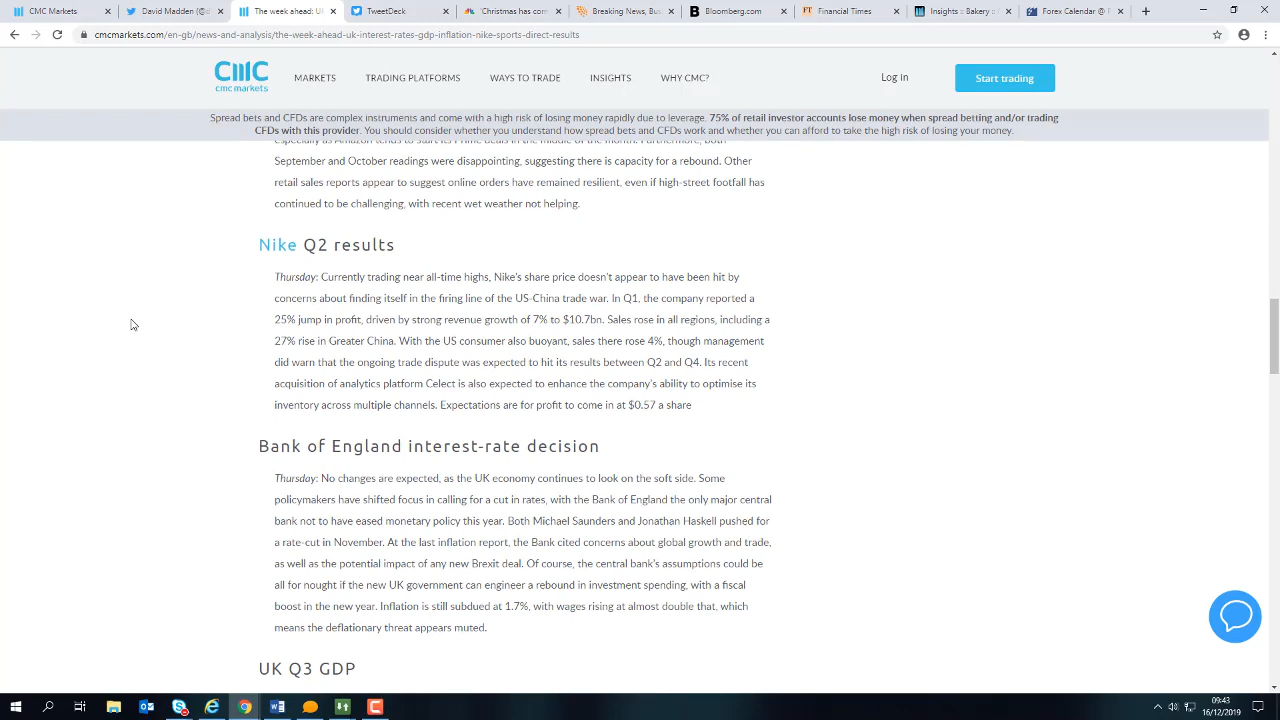 CMC Markets
David Madden (@
The week ahead: U
TweetDeck
'Christmas has com
Breaking News, Bus
Bloomberg.com
Financial Times
Insights :: Bakery ::
Forex Calendar @ F
cmcmarkets.com/en-gb/news-and-analysis/the-week-ahead-uk-interest-rates-gdp-inflation-nike-sports-direct-results
CMC
cmc markets
MARKETS
TRADING PLATFORMS
WAYS TO TRADE
INSIGHTS
WHY CMC?
Log in
Start trading
Spread bets and CFDs are complex instruments and come with a high risk of losing money rapidly due to leverage. 75% of retail investor accounts lose money when spread betting and/or trading
CFDs with this provider. You should consider whether you understand how spread bets and CFDs work and whether you can afford to take the high risk of losing your money.
especially as Amazon tends to start its Prime deals in the middle of the month. Furthermore, both
September and October readings were disappointing, suggesting there is capacity for a rebound. Other
retail sales reports appear to suggest online orders have remained resilient, even if high-street footfall has
continued to be challenging, with recent wet weather not helping.
Nike Q2 results
Thursday: Currently trading near all-time highs, Nike's share price doesn't appear to have been hit by
concerns about finding itself in the firing line of the US-China trade war. In Q1, the company reported a
25% jump in profit, driven by strong revenue growth of 7% to $10.7bn. Sales rose in all regions, including a
27% rise in Greater China. With the US consumer also buoyant, sales there rose 4%, though management
did warn that the ongoing trade dispute was expected to hit its results between Q2 and Q4. Its recent
acquisition of analytics platform Celect is also expected to enhance the company's ability to optimise its
inventory across multiple channels. Expectations are for profit to come in at $0.57 a share
Bank of England interest-rate decision
Thursday: No changes are expected, as the UK economy continues to look on the soft side. Some
policymakers have shifted focus in calling for a cut in rates, with the Bank of England the only major central
bank not to have eased monetary policy this year. Both Michael Saunders and Jonathan Haskell pushed for
a rate-cut in November. At the last inflation report, the Bank cited concerns about global growth and trade,
as well as the potential impact of any new Brexit deal. Of course, the central bank's assumptions could be
all for nought if the new UK government can engineer a rebound in investment spending, with a fiscal
boost in the new year. Inflation is still subdued at 1.7%, with wages rising at almost double that, which
means the deflationary threat appears muted.
UK Q3 GDP
09:43
16/12/2019